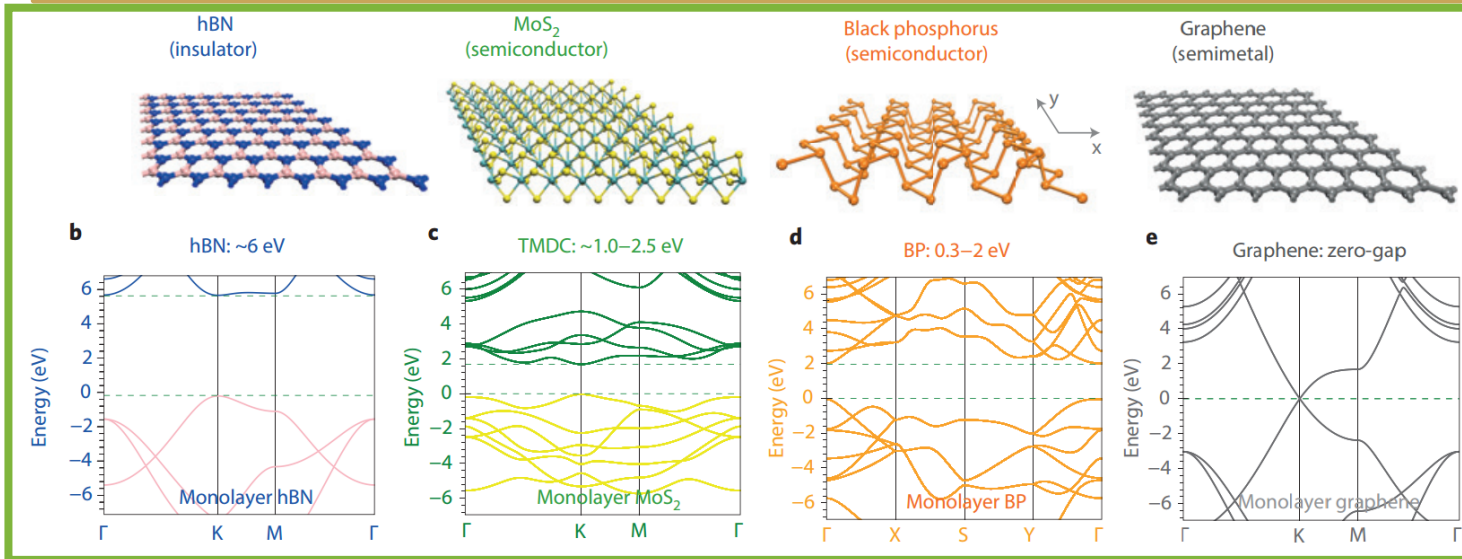 hBN
(insulator)
MoS₂
(semiconductor)
Black phosphorus
(semiconductor)
Graphene
(semimetal)
y
x
b
hBN: ~6 eV
c
TMDC: ~1.0–2.5 eV
d
BP: 0.3–2 eV
e
Graphene: zero-gap
Energy (eV)
6
4
2
0
−2
−4
−6
Monolayer hBN
Γ K M Γ
Energy (eV)
6
4
2
0
−2
−4
−6
Monolayer MoS₂
Γ K M Γ
Energy (eV)
6
4
2
0
−2
−4
−6
Monolayer BP
Γ X S Y Γ
Energy (eV)
6
4
2
0
−2
−4
−6
Monolayer graphene
Γ K M Γ